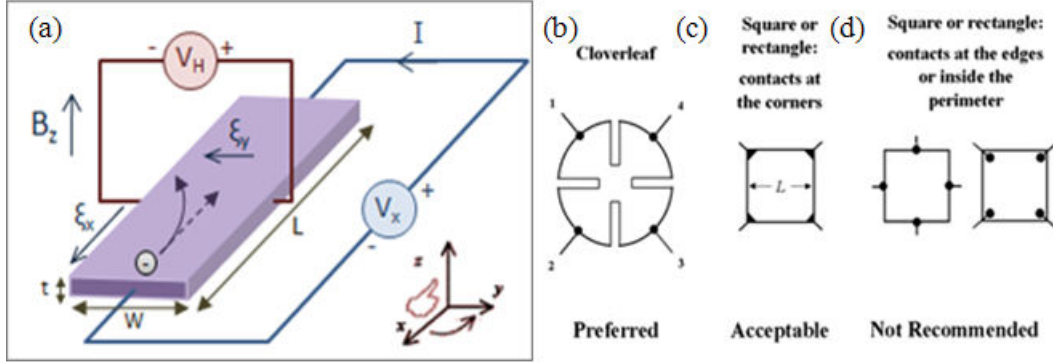 (a)
- V_H +
I
B_z
ξ_y
ξ_x
L
V_x
+
-
-
t
W
z
y
x
(b)
Cloverleaf
1
4
2
3
Preferred
(c)
Square or
rectangle:
contacts at
the corners
L
Acceptable
(d)
Square or rectangle:
contacts at the edges
or inside the
perimeter
Not Recommended